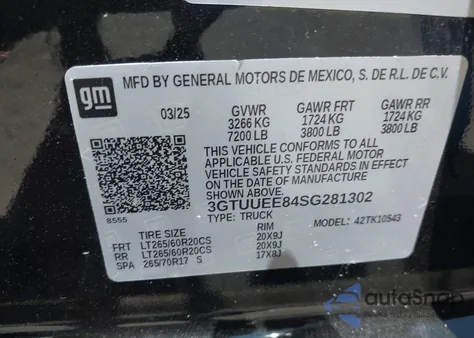 gm
MFD BY GENERAL MOTORS DE MEXICO, S. DE R.L. DE C.V.
03/25 GVWR GAWR FRT GAWR RR
3266 KG 1724 KG 1724 KG
7200 LB 3800 LB 3800 LB
THIS VEHICLE CONFORMS TO ALL
APPLICABLE U.S. FEDERAL MOTOR
VEHICLE SAFETY STANDARDS IN EFFECT
ON THE DATE OF MANUFACTURE
SHOWN ABOVE.
3GTUUEE84SG281302
8555 TYPE: TRUCK MODEL: 42TK10543
TIRE SIZE RIM
FRT LT265/60R20CS 20X9J
RR LT265/60R20CS 20X9J
SPA 265/70R17 S 17X8J
autoSnap